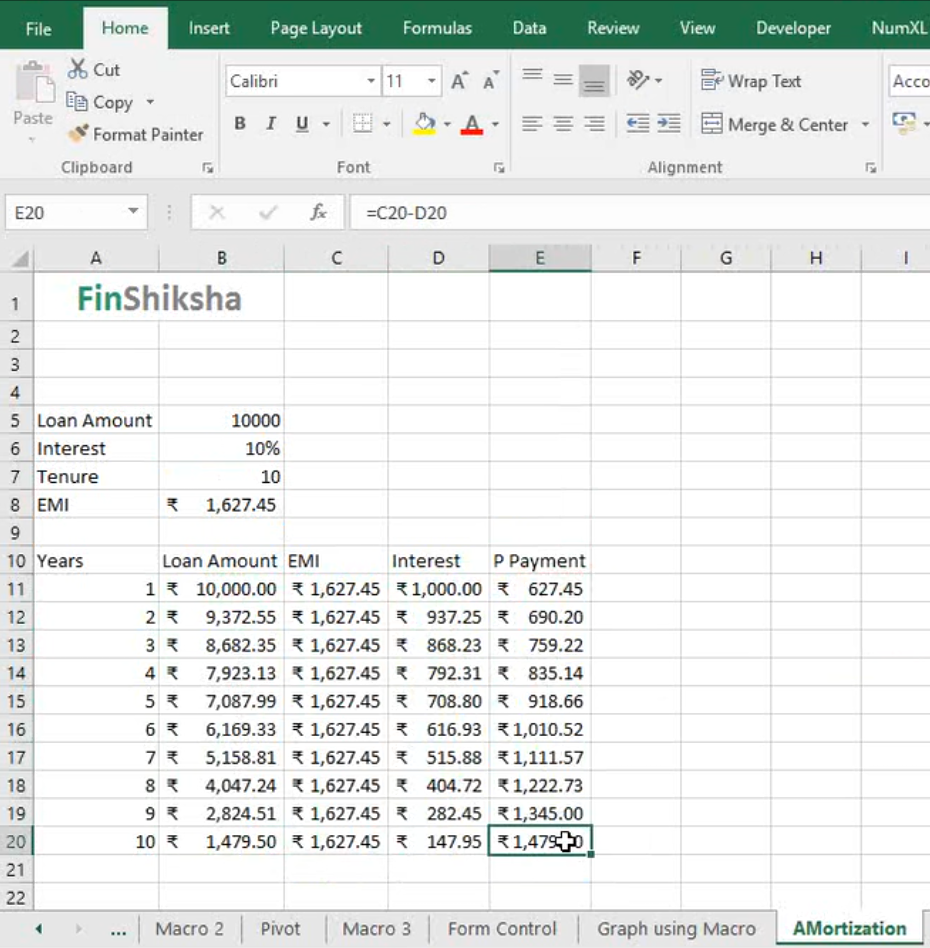 File Home Insert Page Layout Formulas Data Review View Developer NumXL
Cut
Copy
Paste
Format Painter
Clipboard
Calibri 11
B I U
Font
Wrap Text
Merge & Center
Alignment
Acco
E20 fx =C20-D20
A B C D E F G H I
1 FinShiksha
2
3
4
5 Loan Amount 10000
6 Interest 10%
7 Tenure 10
8 EMI ₹ 1,627.45
9
10 Years Loan Amount EMI Interest P Payment
11 1 ₹ 10,000.00 ₹ 1,627.45 ₹ 1,000.00 ₹ 627.45
12 2 ₹ 9,372.55 ₹ 1,627.45 ₹ 937.25 ₹ 690.20
13 3 ₹ 8,682.35 ₹ 1,627.45 ₹ 868.23 ₹ 759.22
14 4 ₹ 7,923.13 ₹ 1,627.45 ₹ 792.31 ₹ 835.14
15 5 ₹ 7,087.99 ₹ 1,627.45 ₹ 708.80 ₹ 918.66
16 6 ₹ 6,169.33 ₹ 1,627.45 ₹ 616.93 ₹ 1,010.52
17 7 ₹ 5,158.81 ₹ 1,627.45 ₹ 515.88 ₹ 1,111.57
18 8 ₹ 4,047.24 ₹ 1,627.45 ₹ 404.72 ₹ 1,222.73
19 9 ₹ 2,824.51 ₹ 1,627.45 ₹ 282.45 ₹ 1,345.00
20 10 ₹ 1,479.50 ₹ 1,627.45 ₹ 147.95
21
22
... Macro 2 Pivot Macro 3 Form Control Graph using Macro AMortization